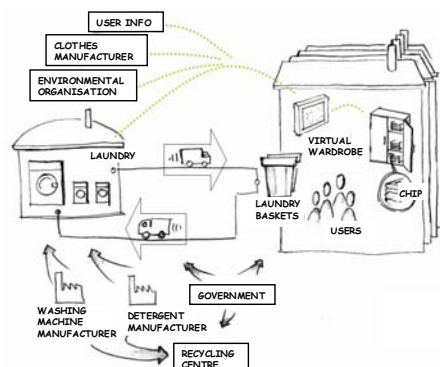 USER INFO
CLOTHES
MANUFACTURER
ENVIRONMENTAL
ORGANISATION
LAUNDRY
VIRTUAL
WARDROBE
CHIP
LAUNDRY
BASKETS
USERS
WASHING
MACHINE
MANUFACTURER
DETERGENT
MANUFACTURER
GOVERNMENT
RECYCLING
CENTRE